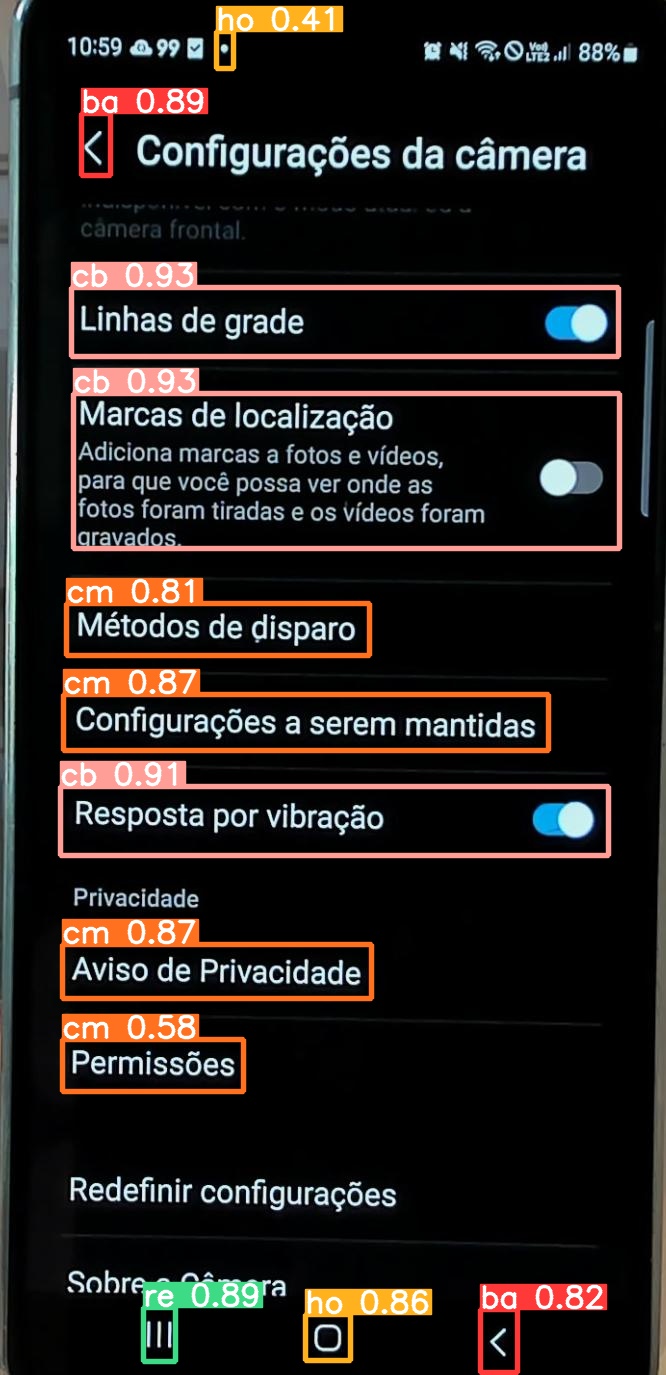 ho 0.41
10:59 99 Vo) LTE2 88%
ba 0.89
Configurações da câmera
câmera frontal.
cb 0.93
Linhas de grade
cb 0.93
Marcas de localização
Adiciona marcas a fotos e vídeos,
para que você possa ver onde as
fotos foram tiradas e os vídeos foram
gravados.
cm 0.81
Métodos de disparo
cm 0.87
Configurações a serem mantidas
cb 0.91
Resposta por vibração
Privacidade
cm 0.87
Aviso de Privacidade
cm 0.58
Permissões
Redefinir configurações
Sobre a Câmera
re 0.89
ho 0.86
ba 0.82